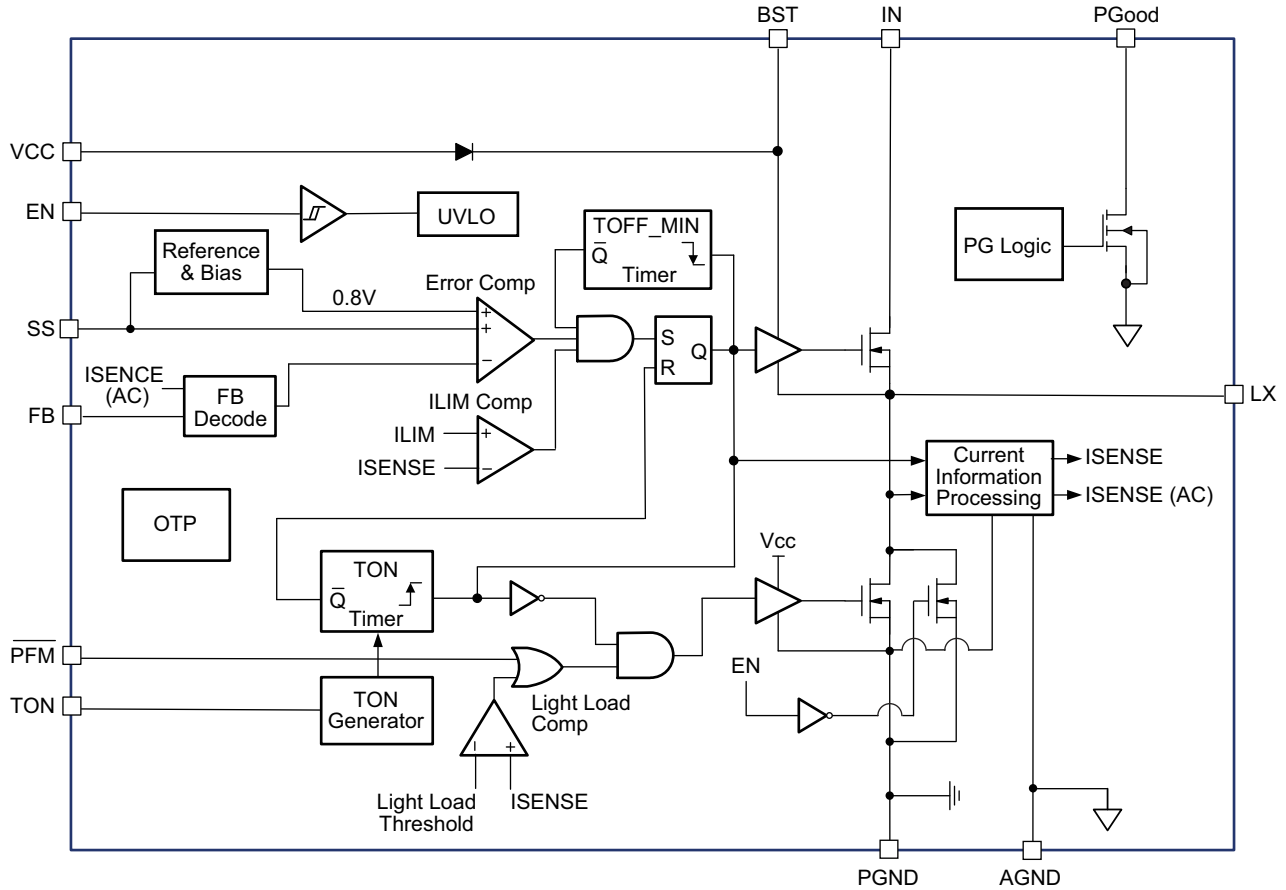 BST
IN
PGood
VCC
EN
UVLO
TOFF_MIN
Q̅
Timer
PG Logic
Reference
& Bias
Error Comp
0.8V
+
+
−
SS
S
R
Q
ISENCE
(AC)
FB
Decode
FB
ILIM Comp
ILIM
ISENSE
+
−
LX
Current
Information
Processing
ISENSE
ISENSE (AC)
OTP
TON
Q̅
Timer
Vcc
P̅F̅M̅
EN
TON
TON
Generator
Light Load
Comp
−
+
Light Load
Threshold
ISENSE
PGND
AGND